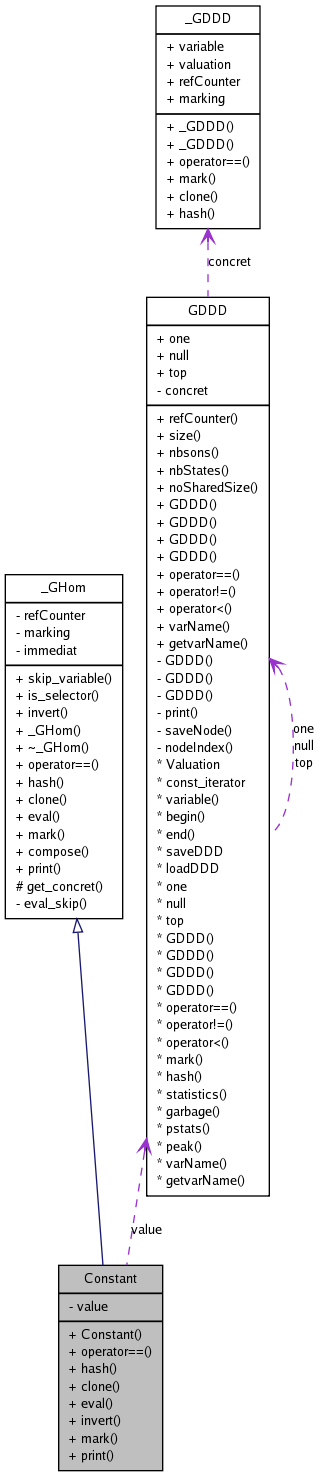 _GDDD
+ variable
+ valuation
+ refCounter
+ marking
+ _GDDD()
+ _GDDD()
+ operator==()
+ mark()
+ clone()
+ hash()
concret
GDDD
+ one
+ null
+ top
- concret
+ refCounter()
+ size()
+ nbsons()
+ nbStates()
+ noSharedSize()
+ GDDD()
+ GDDD()
+ GDDD()
+ GDDD()
+ operator==()
+ operator!=()
+ operator<()
+ varName()
+ getvarName()
- GDDD()
- GDDD()
- GDDD()
- print()
- saveNode()
- nodeIndex()
* Valuation
* const_iterator
* variable()
* begin()
* end()
* saveDDD
* loadDDD
* one
* null
* top
* GDDD()
* GDDD()
* GDDD()
* GDDD()
* operator==()
* operator!=()
* operator<()
* mark()
* hash()
* statistics()
* garbage()
* pstats()
* peak()
* varName()
* getvarName()
one
null
top
_GHom
- refCounter
- marking
- immediat
+ skip_variable()
+ is_selector()
+ invert()
+ _GHom()
+ ~_GHom()
+ operator==()
+ hash()
+ clone()
+ eval()
+ mark()
+ compose()
+ print()
# get_concret()
- eval_skip()
value
Constant
- value
+ Constant()
+ operator==()
+ hash()
+ clone()
+ eval()
+ invert()
+ mark()
+ print()